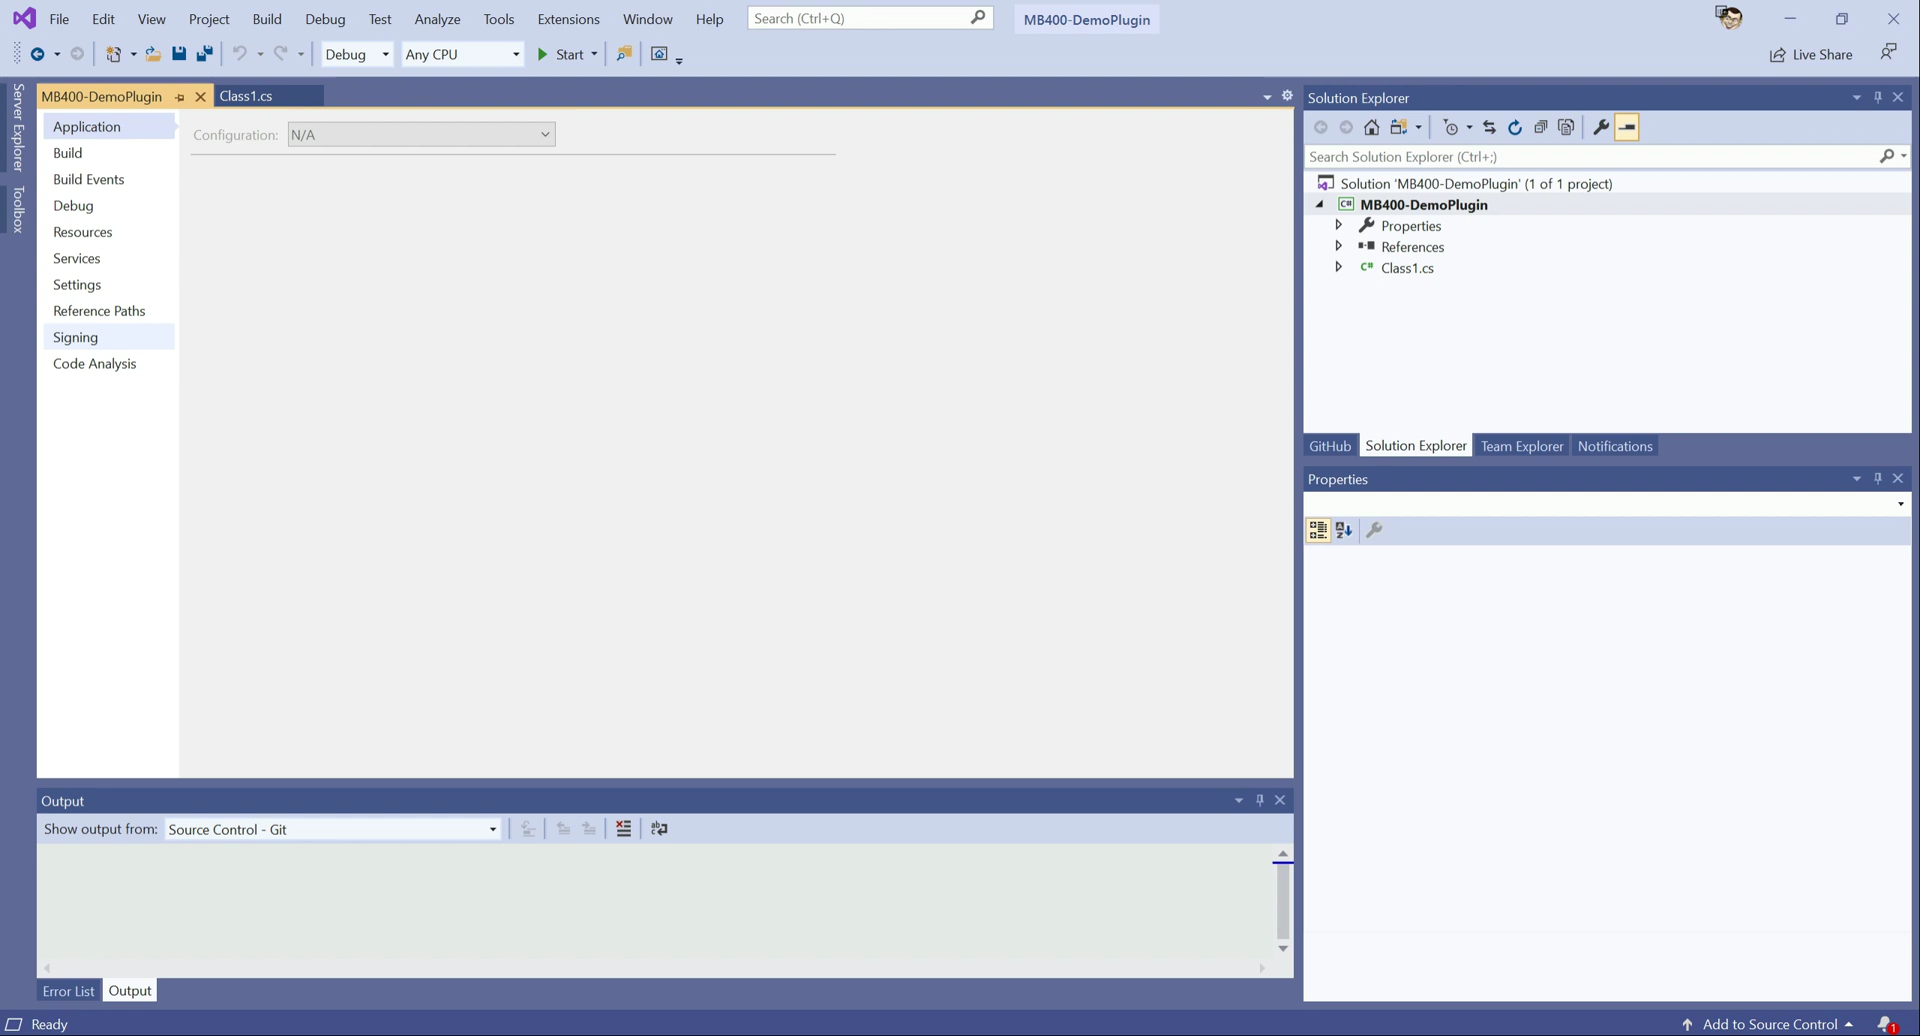 File Edit View Project Build Debug Test Analyze Tools Extensions Window Help Search (Ctrl+Q) MB400-DemoPlugin
Debug Any CPU Start Live Share
Server Explorer
Toolbox
MB400-DemoPlugin Class1.cs
Application
Build
Build Events
Debug
Resources
Services
Settings
Reference Paths
Signing
Code Analysis
Configuration: N/A
Solution Explorer
Search Solution Explorer (Ctrl+;)
Solution 'MB400-DemoPlugin' (1 of 1 project)
C# MB400-DemoPlugin
Properties
References
C# Class1.cs
GitHub Solution Explorer Team Explorer Notifications
Properties
Output
Show output from: Source Control - Git
Error List Output
Ready Add to Source Control 1